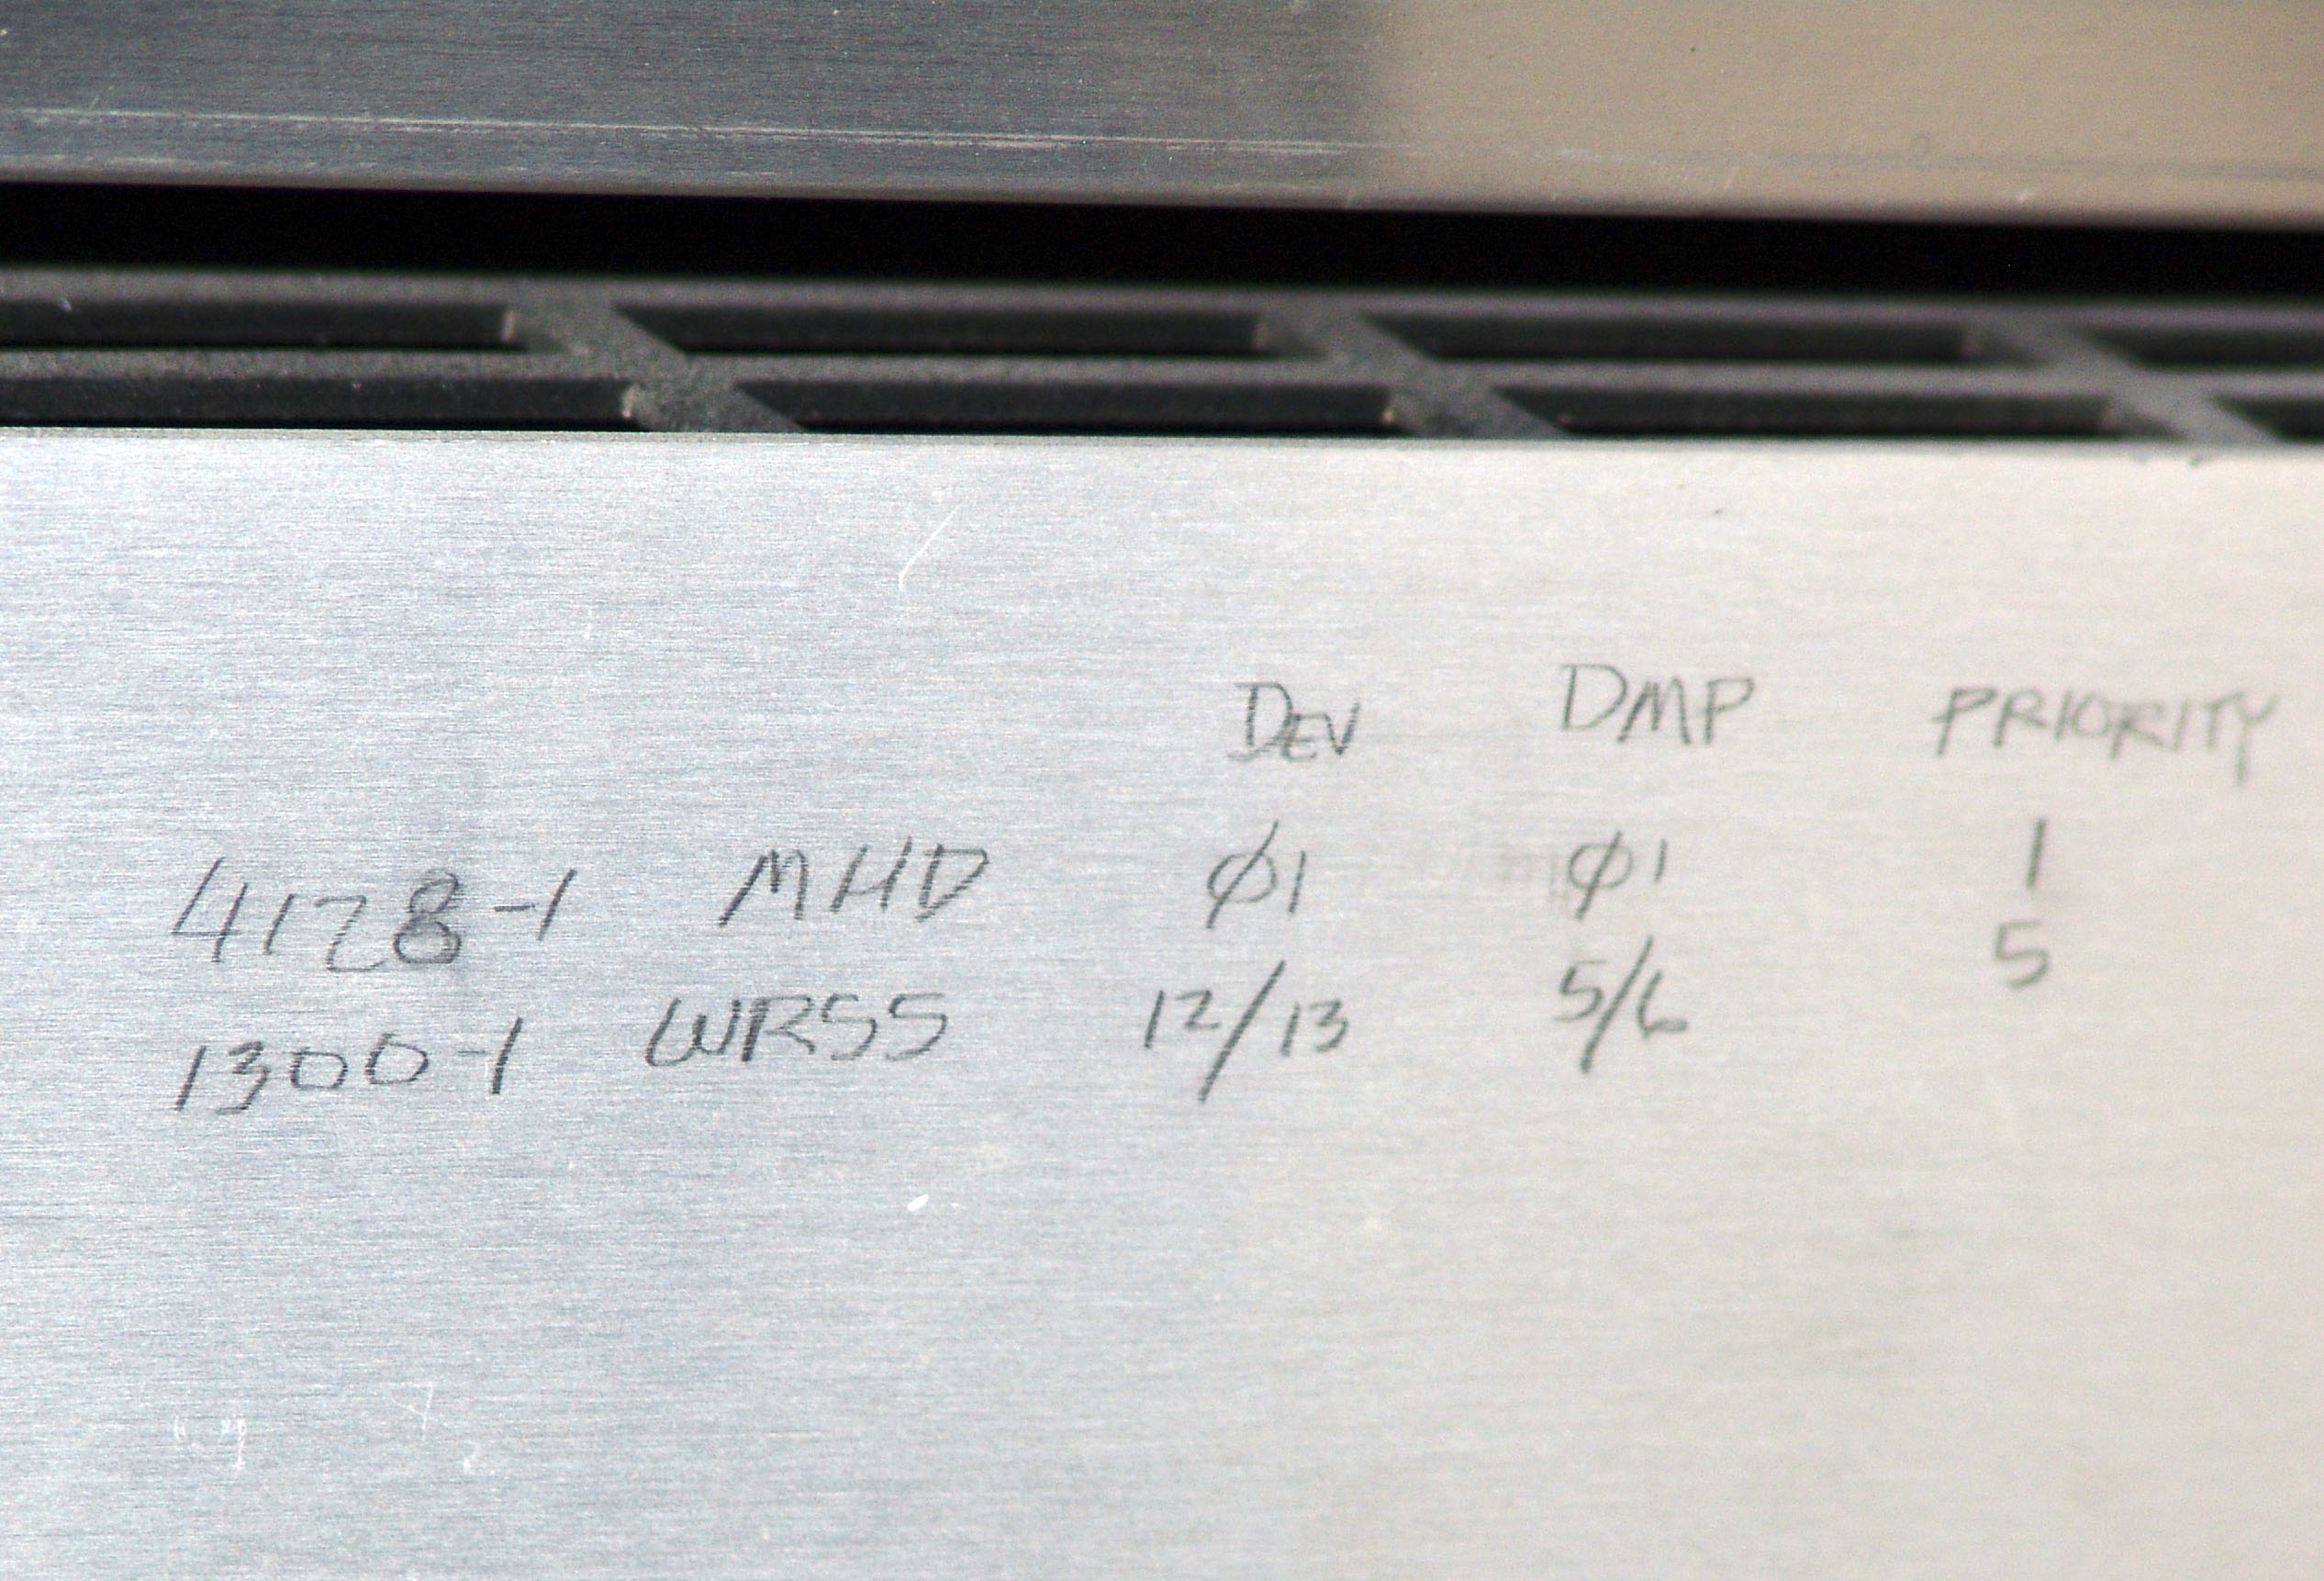 DEV DMP PRIORITY
4128-1 MHD Ø1 Ø1 1
1300-1 WRSS 12/13 5/6 5